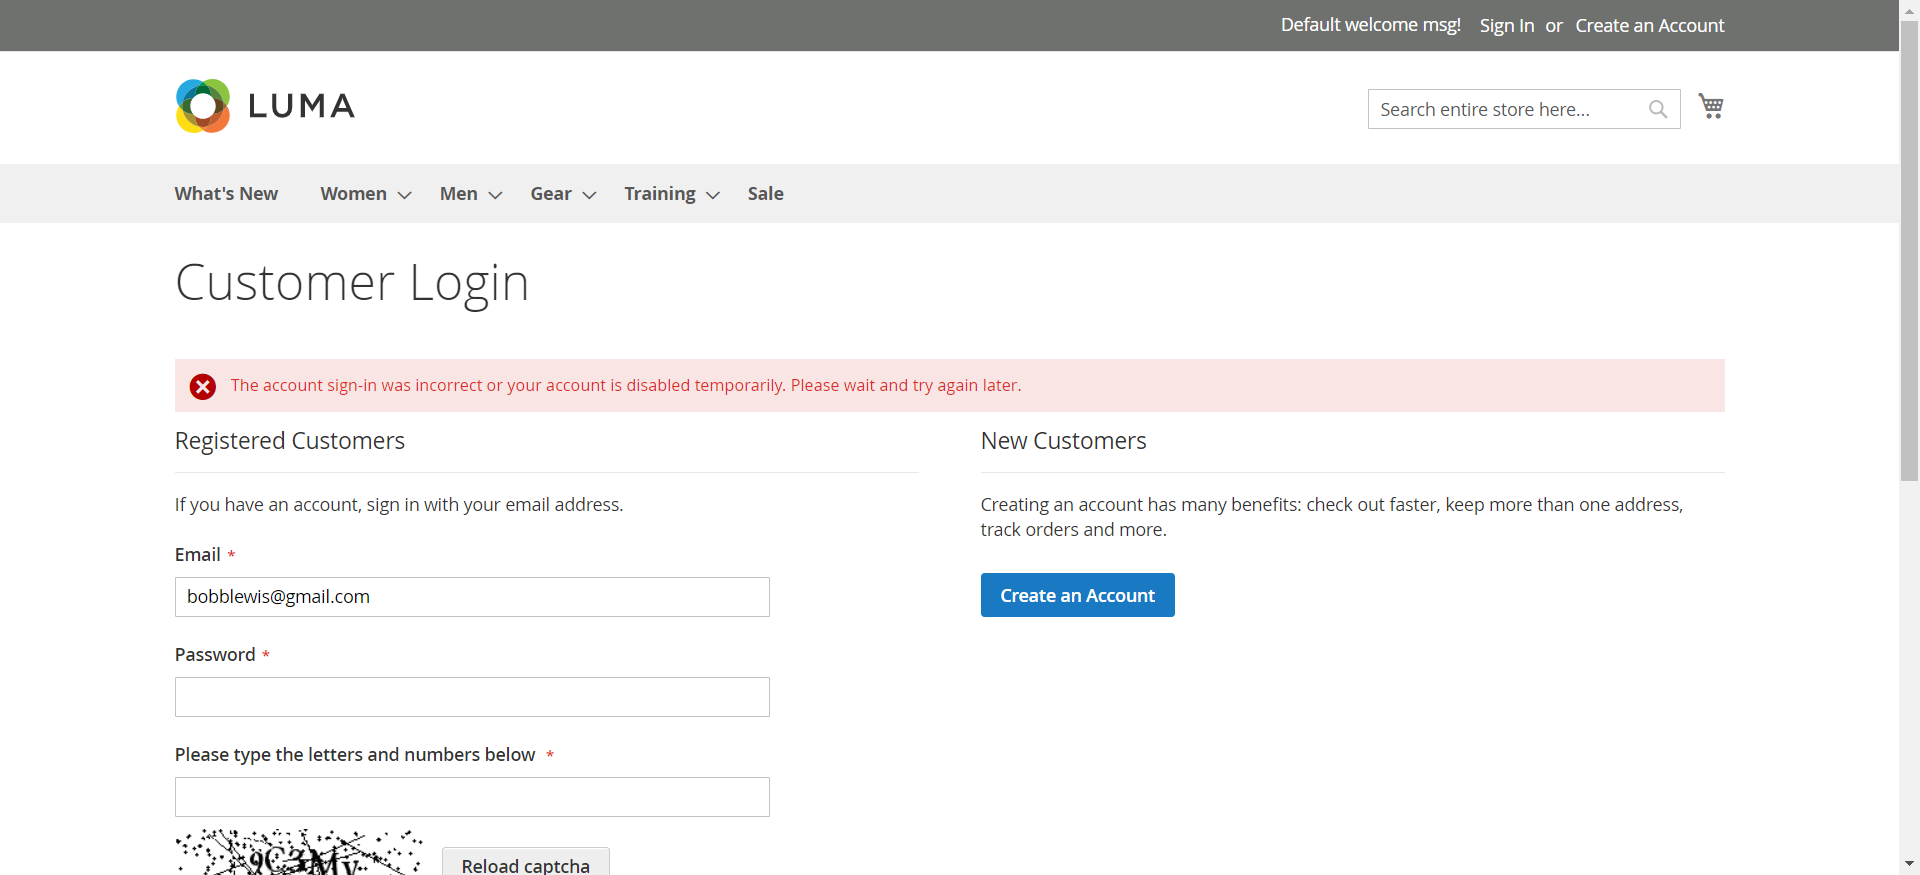 Default welcome msg! Sign In or Create an Account
LUMA
Search entire store here...
What's New Women Men Gear Training Sale
Customer Login
The account sign-in was incorrect or your account is disabled temporarily. Please wait and try again later.
Registered Customers
If you have an account, sign in with your email address.
Email *
bobblewis@gmail.com
Password *
Please type the letters and numbers below *
Reload captcha
New Customers
Creating an account has many benefits: check out faster, keep more than one address,
track orders and more.
Create an Account